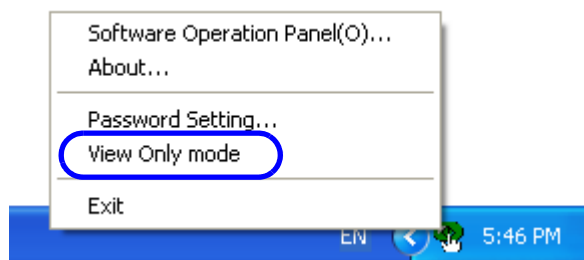 Software Operation Panel(O)...
About...
Password Setting...
View Only mode
Exit
EN
5:46 PM